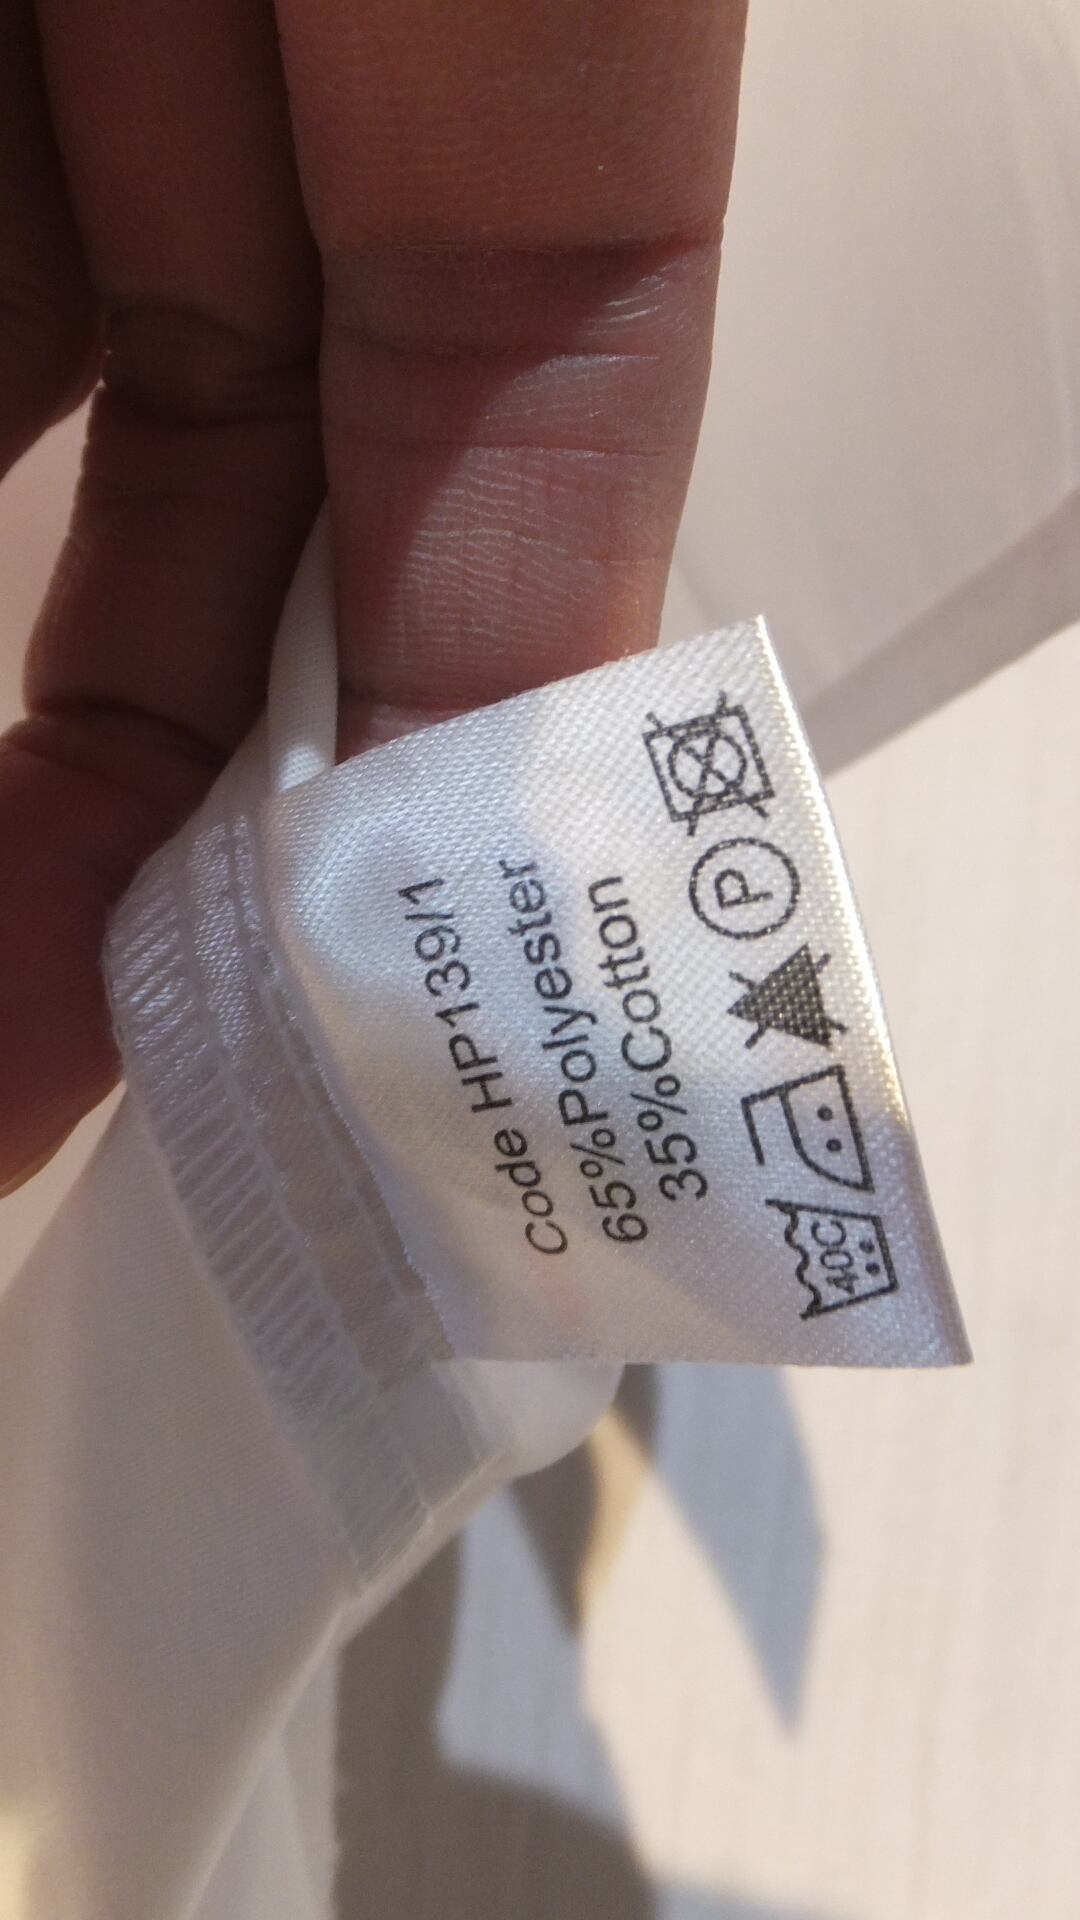 Code HP139/1
65%Polyester
35%Cotton
40C P